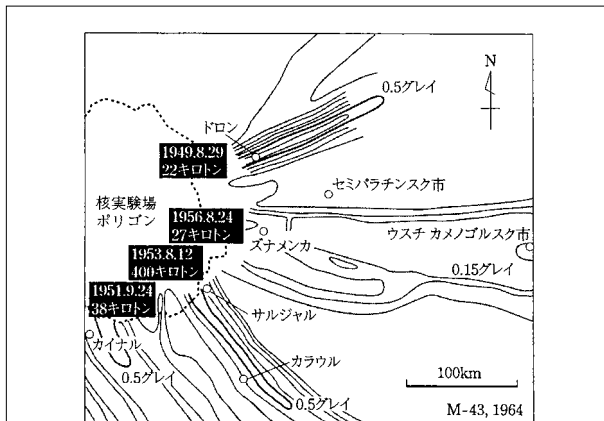 N
0.5グレイ
ドロン
1949.8.29
22キロトン
セミパラチンスク市
核実験場
ポリゴン
1956.8.24
27キロトン
ズナメンカ
ウスチ カメノゴルスク市
1953.8.12
400キロトン
0.15グレイ
1951.9.24
38キロトン
サルジャル
カイナル
カラウル
0.5グレイ
0.5グレイ
100km
M-43, 1964